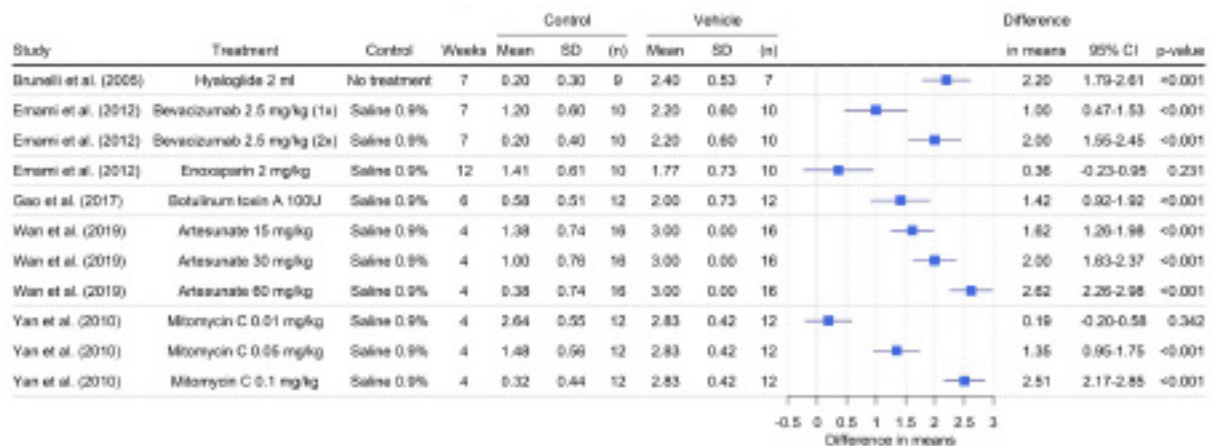 Control Vehicle Difference
Study Treatment Control Weeks Mean SD (n) Mean SD (n) in means 95% CI p-value
Brunelli et al. (2005) Hyaloglide 2 ml No treatment 7 0.20 0.30 9 2.40 0.53 7 2.20 1.79-2.61 <0.001
Emami et al. (2012) Bevacizumab 2.5 mg/kg (1x) Saline 0.9% 7 1.20 0.60 10 2.20 0.60 10 1.00 0.47-1.53 <0.001
Emami et al. (2012) Bevacizumab 2.5 mg/kg (2x) Saline 0.9% 7 0.20 0.40 10 2.20 0.60 10 2.00 1.55-2.45 <0.001
Emami et al. (2012) Enoxaparin 2 mg/kg Saline 0.9% 12 1.41 0.61 10 1.77 0.73 10 0.36 -0.23-0.95 0.231
Gao et al. (2017) Botulinum toxin A 100U Saline 0.9% 6 0.58 0.51 12 2.00 0.73 12 1.42 0.92-1.92 <0.001
Wan et al. (2019) Artesunate 15 mg/kg Saline 0.9% 4 1.38 0.74 16 3.00 0.00 16 1.62 1.26-1.98 <0.001
Wan et al. (2019) Artesunate 30 mg/kg Saline 0.9% 4 1.00 0.76 16 3.00 0.00 16 2.00 1.63-2.37 <0.001
Wan et al. (2019) Artesunate 60 mg/kg Saline 0.9% 4 0.38 0.74 16 3.00 0.00 16 2.62 2.26-2.98 <0.001
Yan et al. (2010) Mitomycin C 0.01 mg/kg Saline 0.9% 4 2.64 0.55 12 2.83 0.42 12 0.19 -0.20-0.58 0.342
Yan et al. (2010) Mitomycin C 0.05 mg/kg Saline 0.9% 4 1.48 0.56 12 2.83 0.42 12 1.35 0.95-1.75 <0.001
Yan et al. (2010) Mitomycin C 0.1 mg/kg Saline 0.9% 4 0.32 0.44 12 2.83 0.42 12 2.51 2.17-2.85 <0.001
-0.5 0 0.5 1 1.5 2 2.5 3
Difference in means